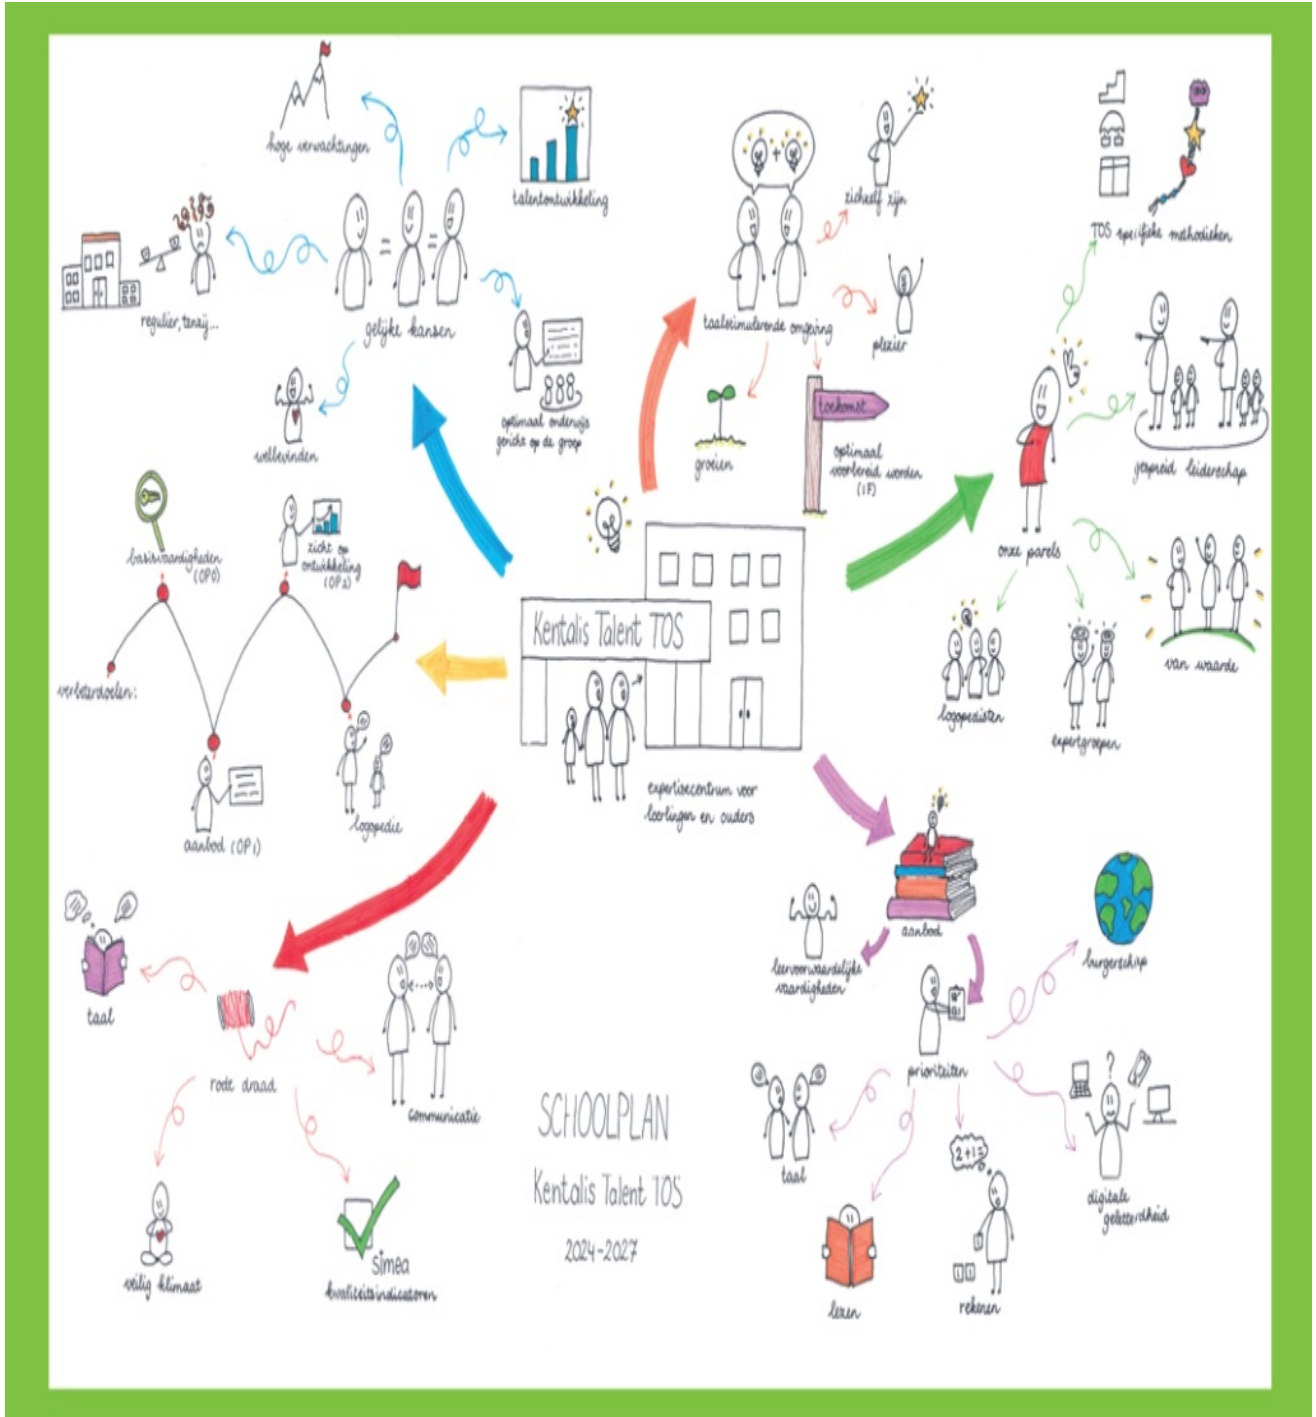 hoge verwachtingen
talentontwikkeling
regulier, tenzij...
gelijke kansen
welbevinden
optimaal onderwijs
gericht op de groep
taalstimulerende omgeving
zichzelf zijn
plezier
groeien
toekomst
optimaal
voorbereid worden
(1F)
TOS specifieke methodieken
gespreid leiderschap
onze parels
van waarde
logopedisten
expertgroepen
basisvaardigheden
(OP0)
zicht op
ontwikkeling
(OP2)
verbeterdoelen:
aanbod (OP1)
logopedie
Kentalis Talent TOS
expertisecentrum voor
leerlingen en ouders
taal
rode draad
communicatie
veilig klimaat
simea
kwaliteitsindicatoren
SCHOOLPLAN
Kentalis Talent TOS
2024-2027
aanbod
leervoorwaardelijke
vaardigheden
burgerschap
prioriteiten
taal
lezen
2+1=
rekenen
digitale
geletterdheid